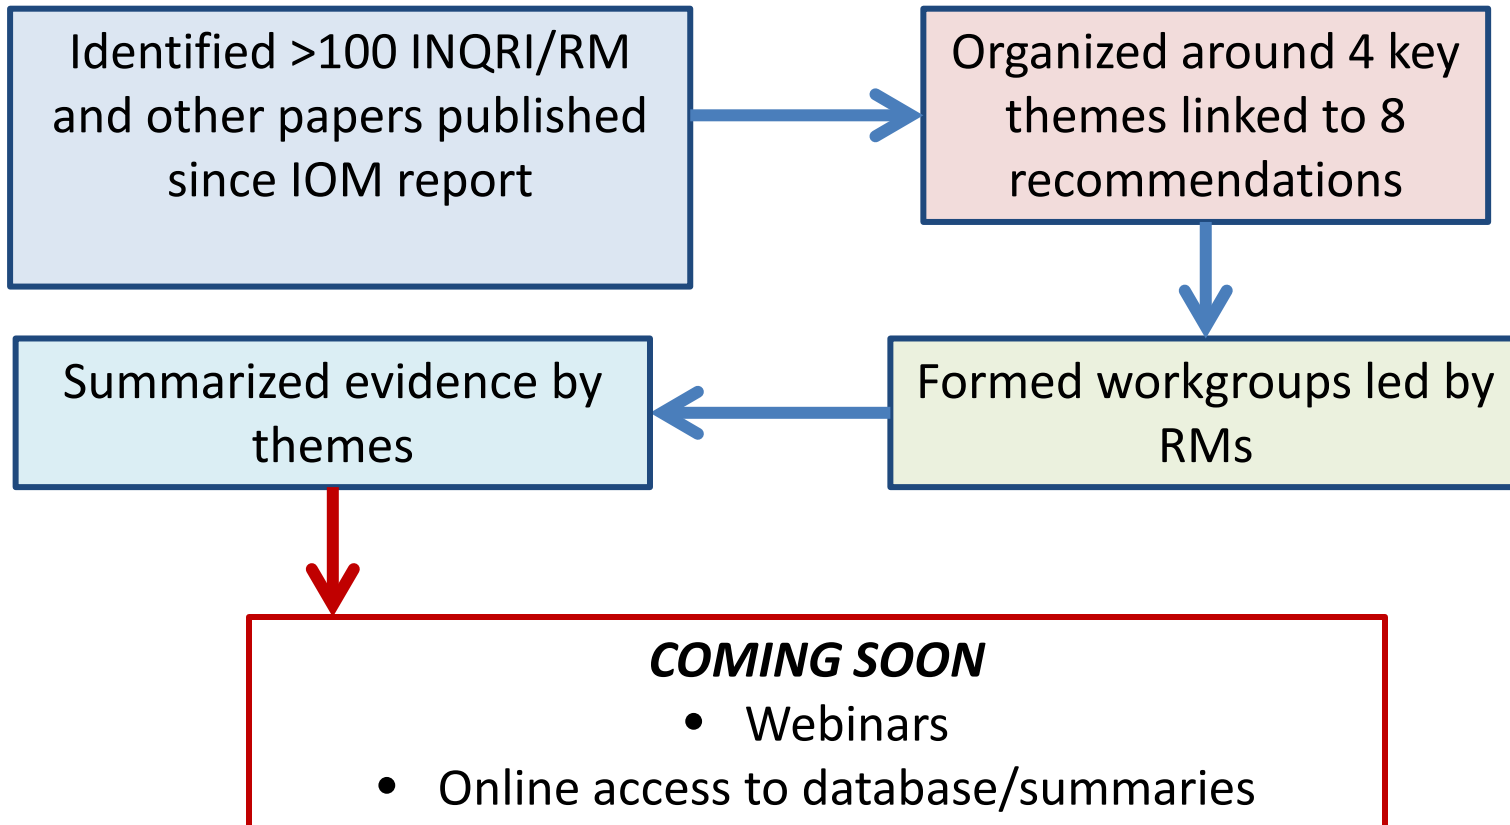 Identified >100 INQRI/RM
and other papers published
since IOM report
Organized around 4 key
themes linked to 8
recommendations
Formed workgroups led by
RMs
Summarized evidence by
themes
COMING SOON
• Webinars
• Online access to database/summaries